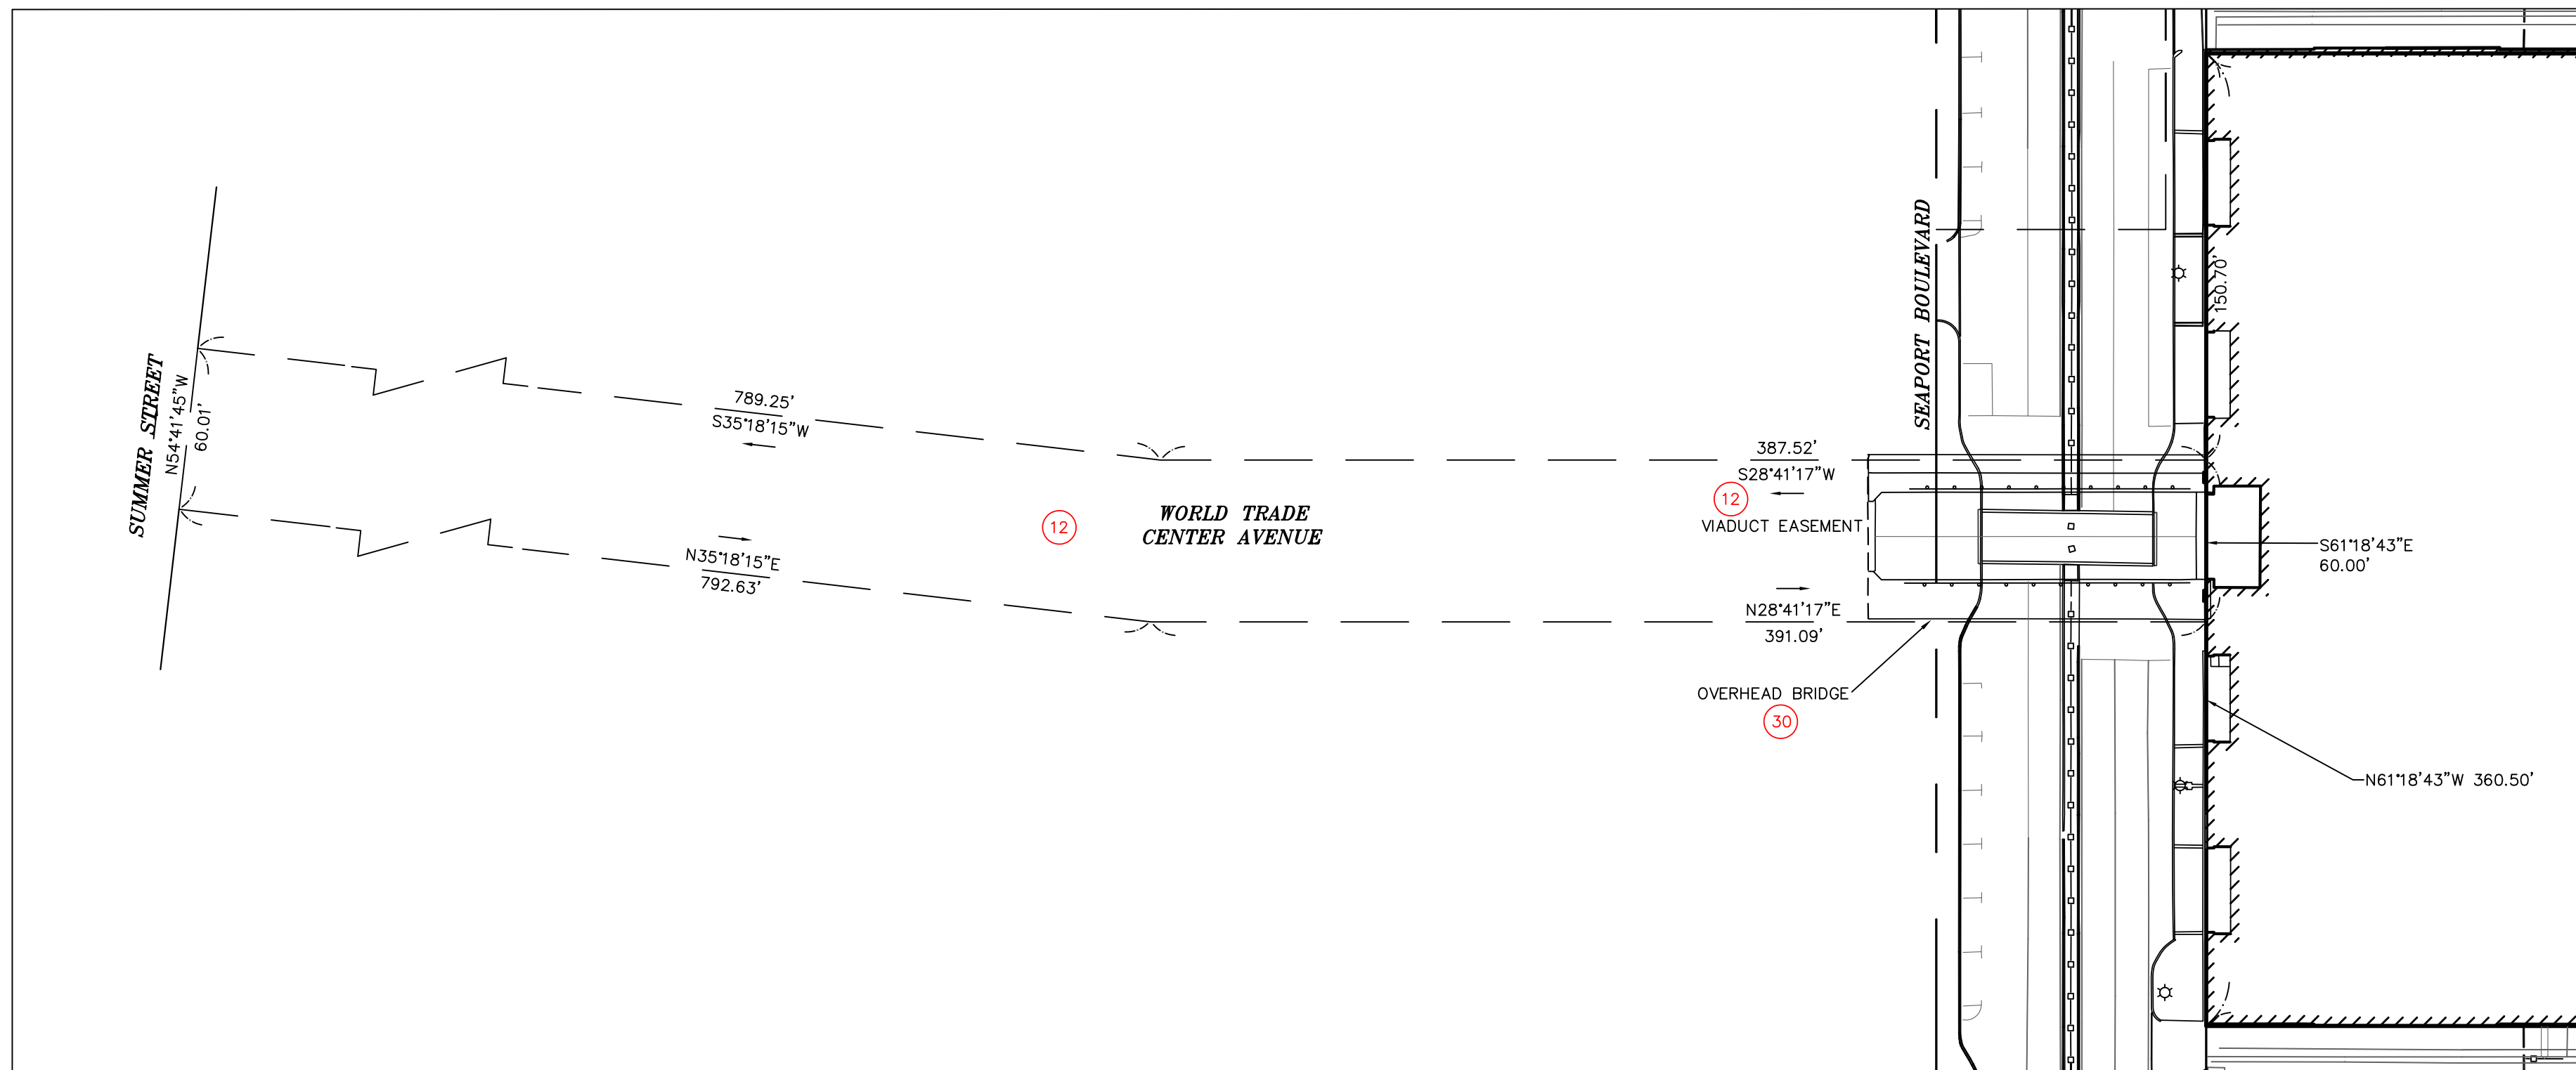 SUMMER STREET
N54°41'45"W
60.01'
789.25'
S35°18'15"W
N35°18'15"E
792.63'
12
WORLD TRADE
CENTER AVENUE
387.52'
S28°41'17"W
12
VIADUCT EASEMENT
N28°41'17"E
391.09'
OVERHEAD BRIDGE
30
SEAPORT BOULEVARD
150.70'
S61°18'43"E
60.00'
N61°18'43"W 360.50'